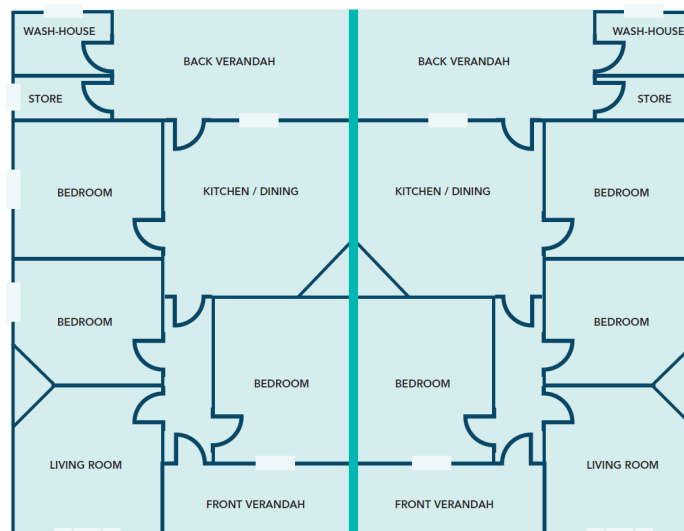 WASH-HOUSE
WASH-HOUSE
BACK VERANDAH
BACK VERANDAH
STORE
STORE
BEDROOM
KITCHEN / DINING
KITCHEN / DINING
BEDROOM
BEDROOM
BEDROOM
BEDROOM
BEDROOM
LIVING ROOM
LIVING ROOM
FRONT VERANDAH
FRONT VERANDAH